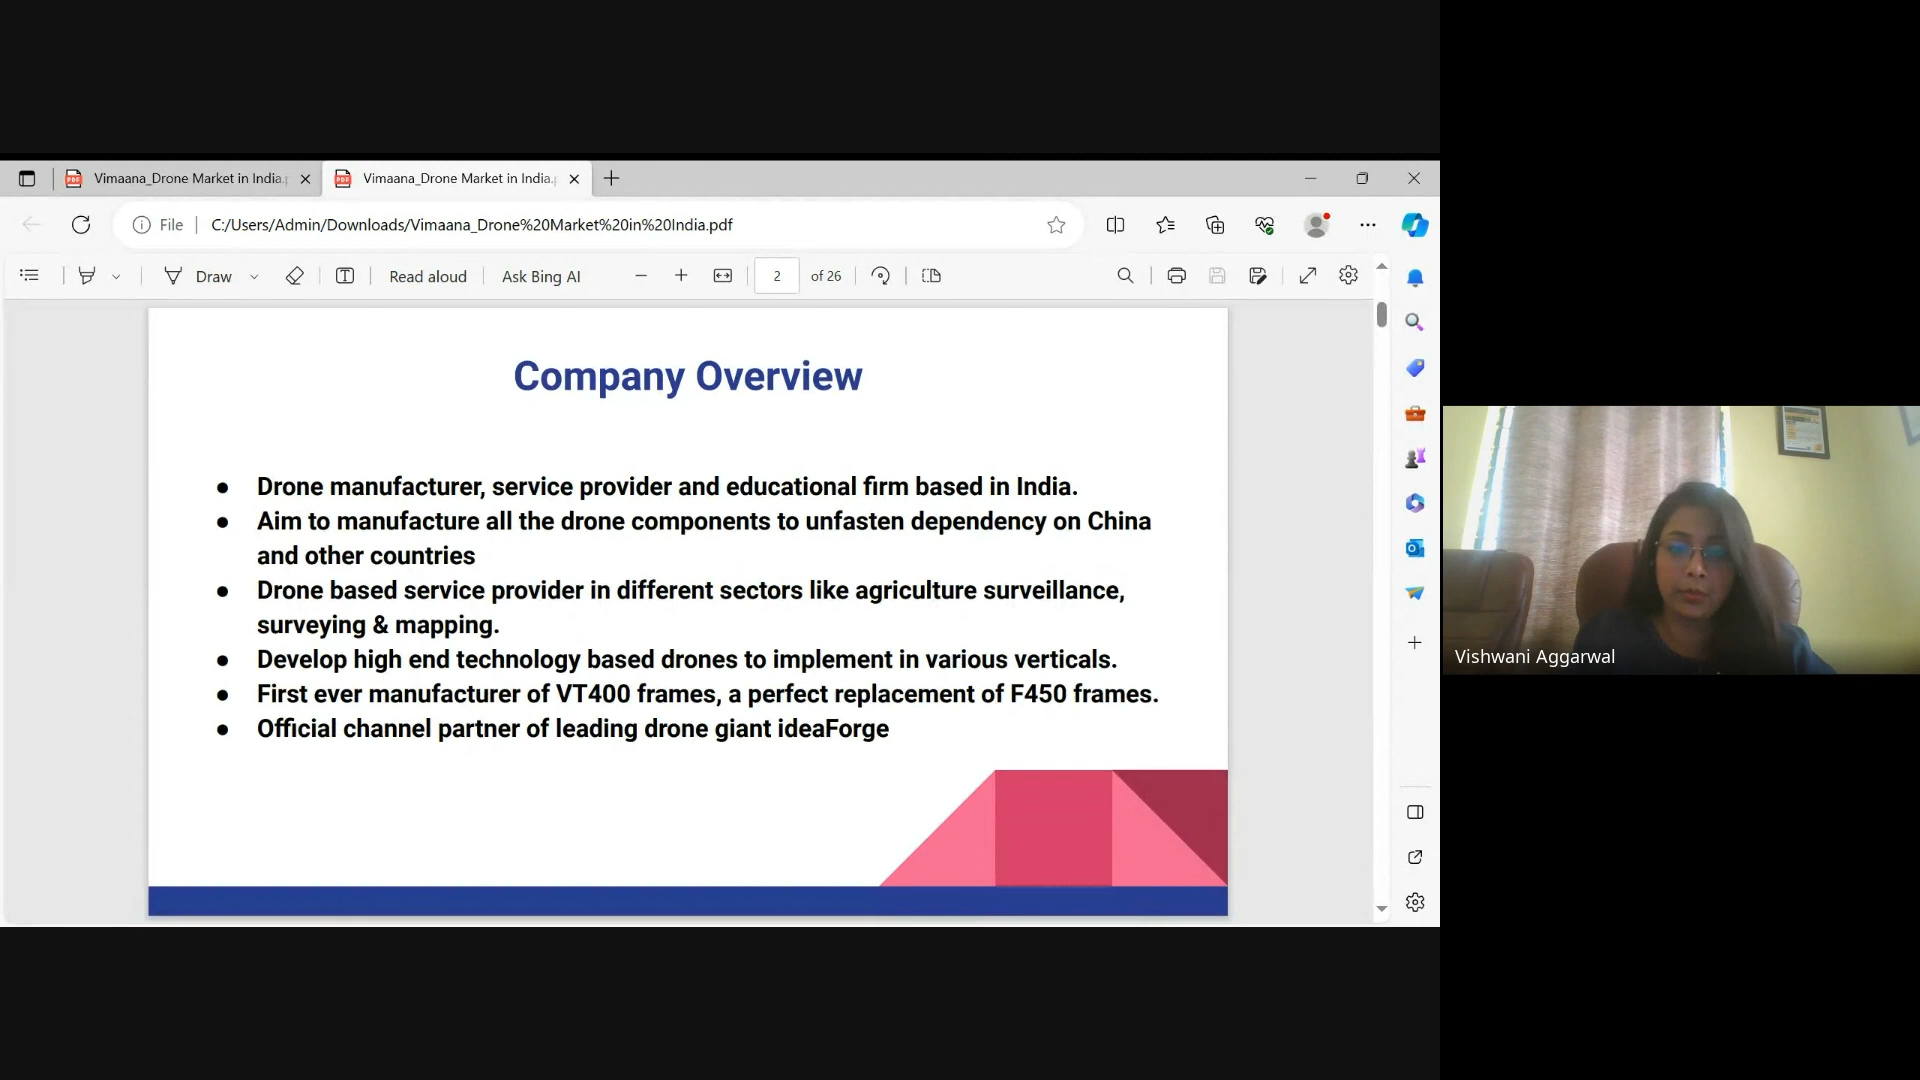 Vimaana_Drone Market in India.
Vimaana_Drone Market in India.
File
C:/Users/Admin/Downloads/Vimaana_Drone%20Market%20in%20India.pdf
Draw
Read aloud
Ask Bing AI
2
of 26
Company Overview
● Drone manufacturer, service provider and educational firm based in India.
● Aim to manufacture all the drone components to unfasten dependency on China
and other countries
● Drone based service provider in different sectors like agriculture surveillance,
surveying & mapping.
● Develop high end technology based drones to implement in various verticals.
● First ever manufacturer of VT400 frames, a perfect replacement of F450 frames.
● Official channel partner of leading drone giant ideaForge
Vishwani Aggarwal